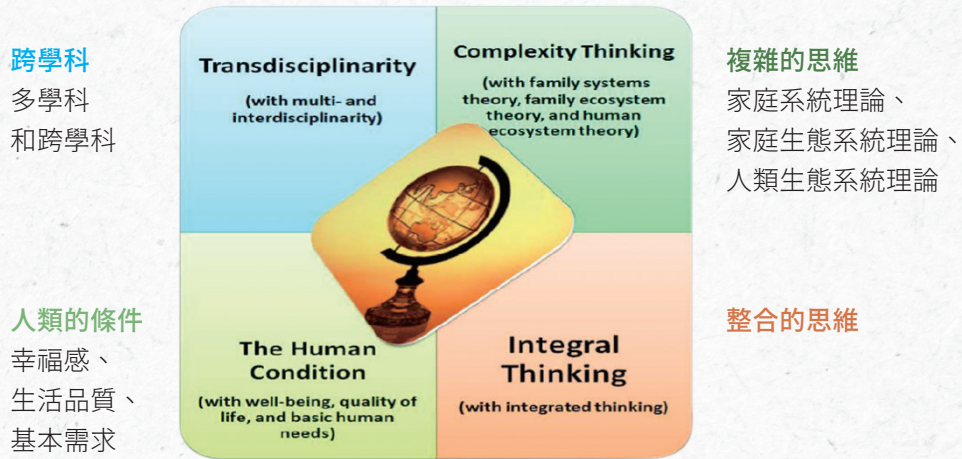 跨學科
多學科
和跨學科
Transdisciplinarity
(with multi- and
interdisciplinarity)
Complexity Thinking
(with family systems
theory, family ecosystem
theory, and human
ecosystem theory)
複雜的思維
家庭系統理論、
家庭生態系統理論、
人類生態系統理論
人類的條件
幸福感、
生活品質、
基本需求
The Human
Condition
(with well-being, quality of
life, and basic human
needs)
Integral
Thinking
(with integrated thinking)
整合的思維